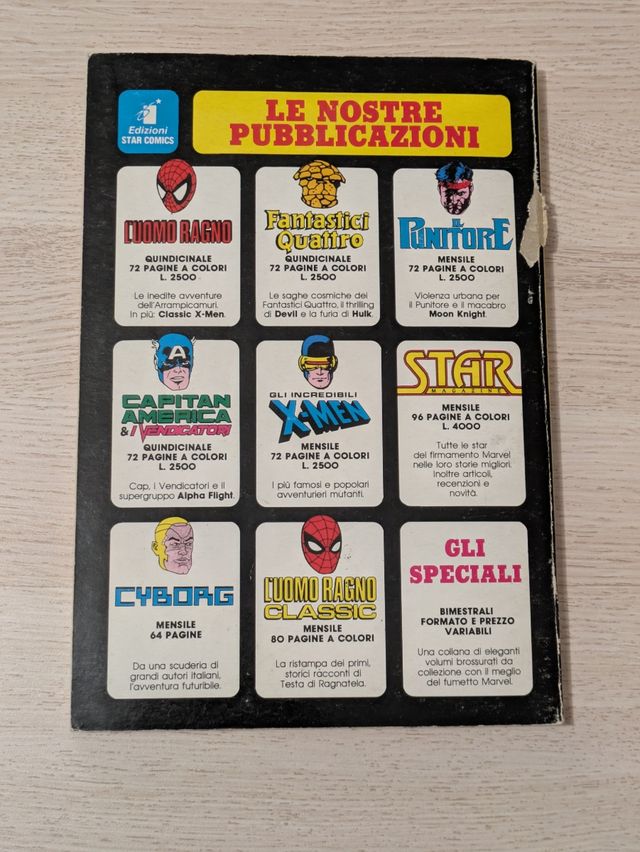 Edizioni
STAR COMICS
LE NOSTRE
PUBBLICAZIONI
L'UOMO RAGNO
QUINDICINALE
72 PAGINE A COLORI
L. 2500
Le inedite avventure
dell'Arrampicamuri.
In più: Classic X-Men.
Fantastici
Quattro
QUINDICINALE
72 PAGINE A COLORI
L. 2500
Le saghe cosmiche dei
Fantastici Quattro, il thrilling
di Devil e la furia di Hulk.
IL
PUNITORE
MENSILE
72 PAGINE A COLORI
L. 2500
Violenza urbana per
il Punitore e il macabro
Moon Knight.
CAPITAN
AMERICA
& I VENDICATORI
QUINDICINALE
72 PAGINE A COLORI
L. 2500
Cap, i Vendicatori e il
supergruppo Alpha Flight.
GLI INCREDIBILI
X-MEN
MENSILE
72 PAGINE A COLORI
L. 2500
I più famosi e popolari
avventurieri mutanti.
STAR
MAGAZINE
MENSILE
96 PAGINE A COLORI
L. 4000
Tutte le star
del firmamento Marvel
nelle loro storie migliori.
Inoltre articoli,
recensioni e
novità.
CYBORG
MENSILE
64 PAGINE
Da una scuderia di
grandi autori italiani,
l'avventura futuribile.
L'UOMO RAGNO
CLASSIC
MENSILE
80 PAGINE A COLORI
La ristampa dei primi,
storici racconti di
Testa di Ragnatela.
GLI
SPECIALI
BIMESTRALI
FORMATO E PREZZO
VARIABILI
Una collana di eleganti
volumi brossurati da
collezione con il meglio
del fumetto Marvel.